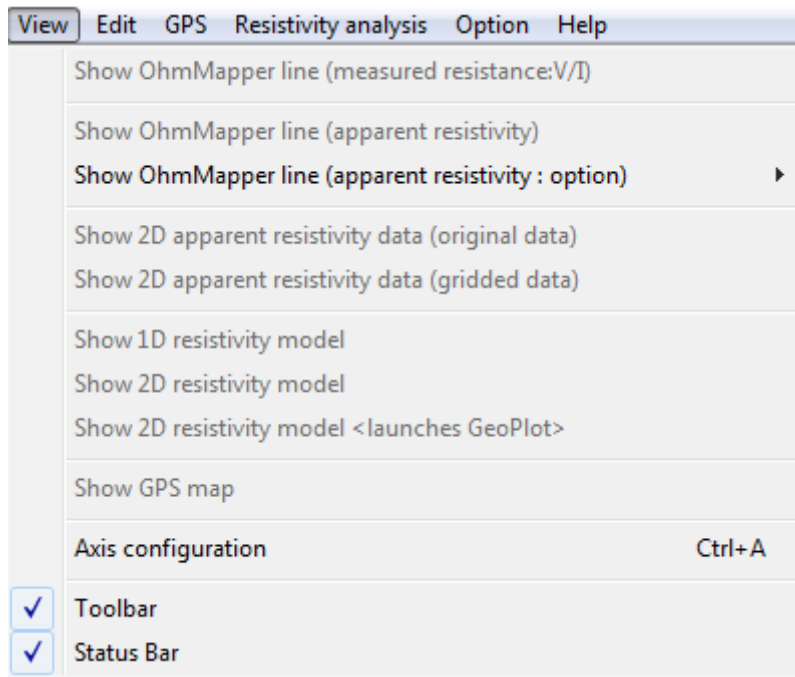 View Edit GPS Resistivity analysis Option Help
Show OhmMapper line (measured resistance:V/I)
Show OhmMapper line (apparent resistivity)
Show OhmMapper line (apparent resistivity : option)
Show 2D apparent resistivity data (original data)
Show 2D apparent resistivity data (gridded data)
Show 1D resistivity model
Show 2D resistivity model
Show 2D resistivity model <launches GeoPlot>
Show GPS map
Axis configuration Ctrl+A
Toolbar
Status Bar